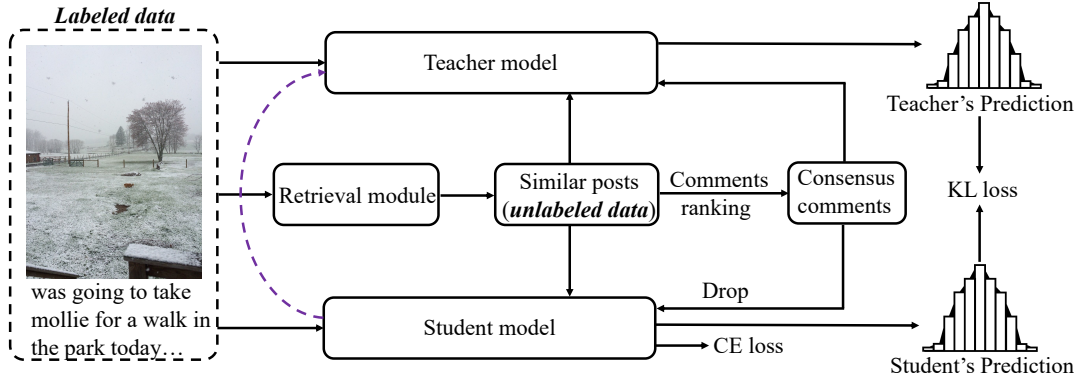 Labeled data
was going to take
mollie for a walk in
the park today…
Teacher model
Retrieval module
Similar posts
(unlabeled data)
Comments
ranking
Consensus
comments
Drop
Student model
CE loss
Teacher's Prediction
KL loss
Student's Prediction